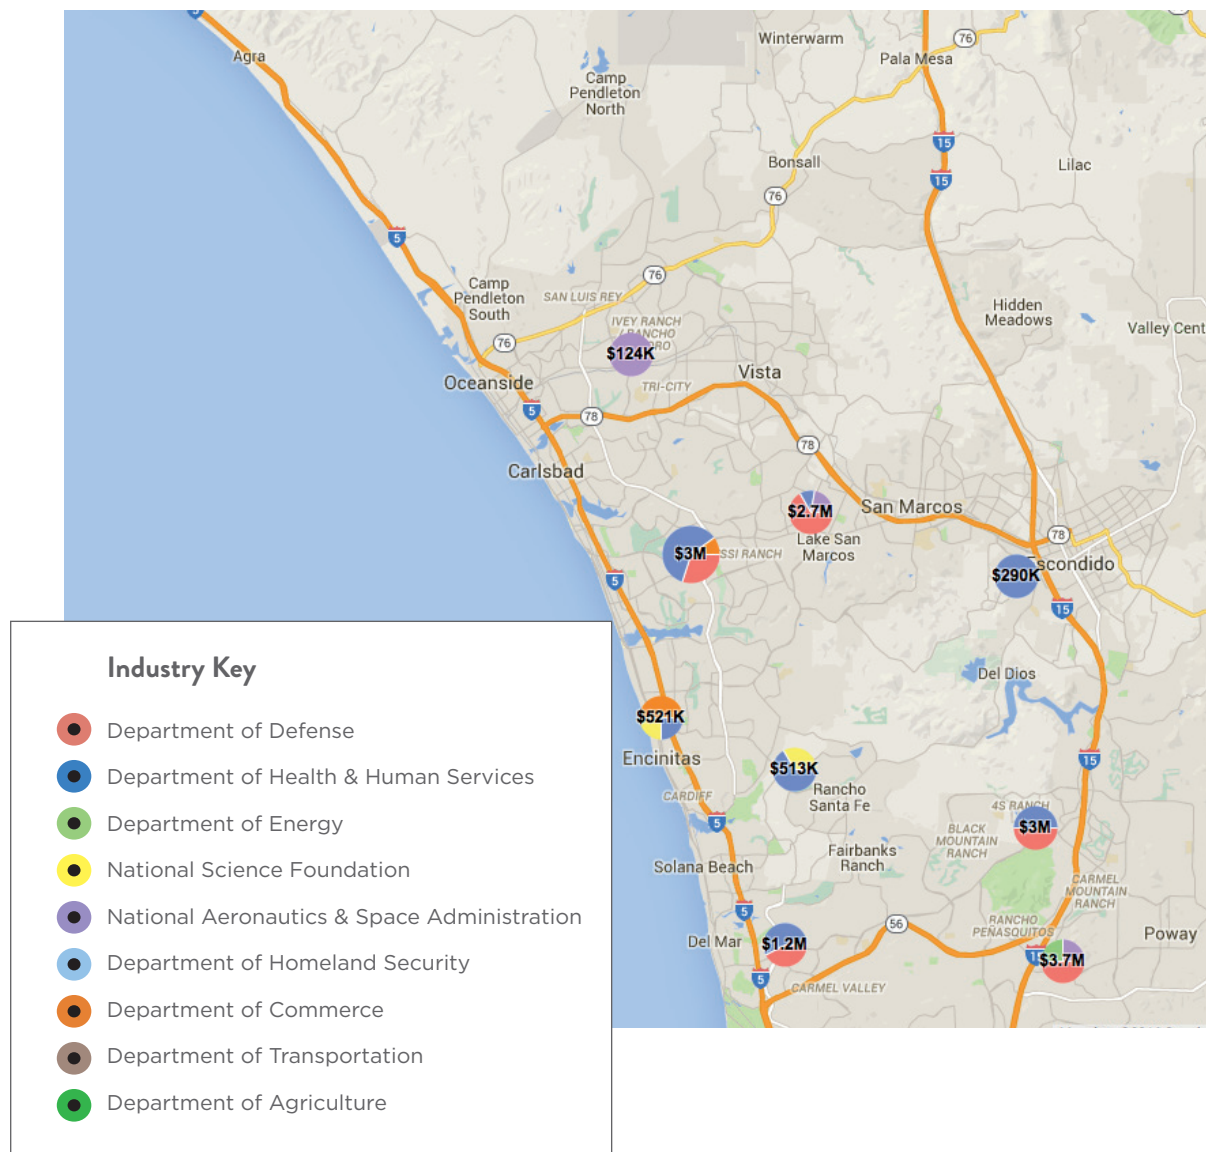 5
Agra
Winterwarm
76
Pala Mesa
Camp
Pendleton
North
15
Bonsall
Lilac
15
76
5
76
Camp
Pendleton
South
SAN LUIS REY
Hidden
Meadows
IVEY RANCH
Valley Cent
76
$124K
Vista
Oceanside
TRI-CITY
5
78
78
Carlsbad
$2.7M
San Marcos
78
Lake San
Marcos
$3M
SSI RANCH
Escondido
$290K
5
15
Del Dios
$521K
Encinitas
15
$513K
Rancho
Santa Fe
CARDIFF
4S RANCH
5
$3M
BLACK
MOUNTAIN
RANCH
Fairbanks
Ranch
Solana Beach
CARMEL
MOUNTAIN
RANCH
5
56
RANCHO
PEÑASQUITOS
Poway
Del Mar
$1.2M
$3.7M
5
CARMEL VALLEY
Industry Key
Department of Defense
Department of Health & Human Services
Department of Energy
National Science Foundation
National Aeronautics & Space Administration
Department of Homeland Security
Department of Commerce
Department of Transportation
Department of Agriculture